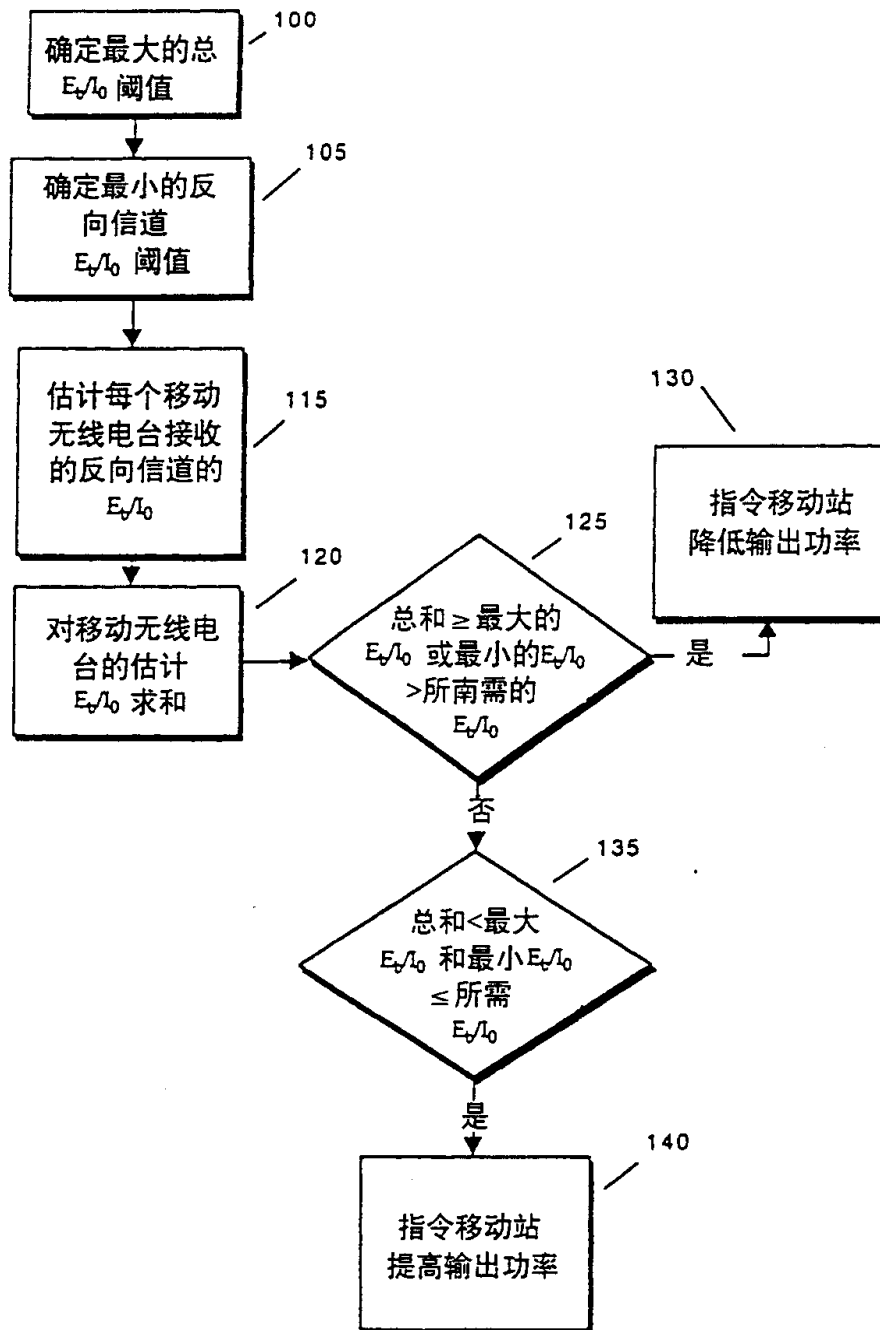 100
确定最大的总
Eb/I0 阈值
105
确定最小的反
向信道
Eb/I0 阈值
115
估计每个移动
无线电台接收
的反向信道的
Eb/I0
120
对移动无线电
台的估计
Eb/I0 求和
125
总和≥最大的
Eb/I0 或最小的Eb/I0
>所南需的
Eb/I0
是
130
指令移动站
降低输出功率
否
135
总和<最大
Eb/I0 和最小Eb/I0
≤所需
Eb/I0
是
140
指令移动站
提高输出功率